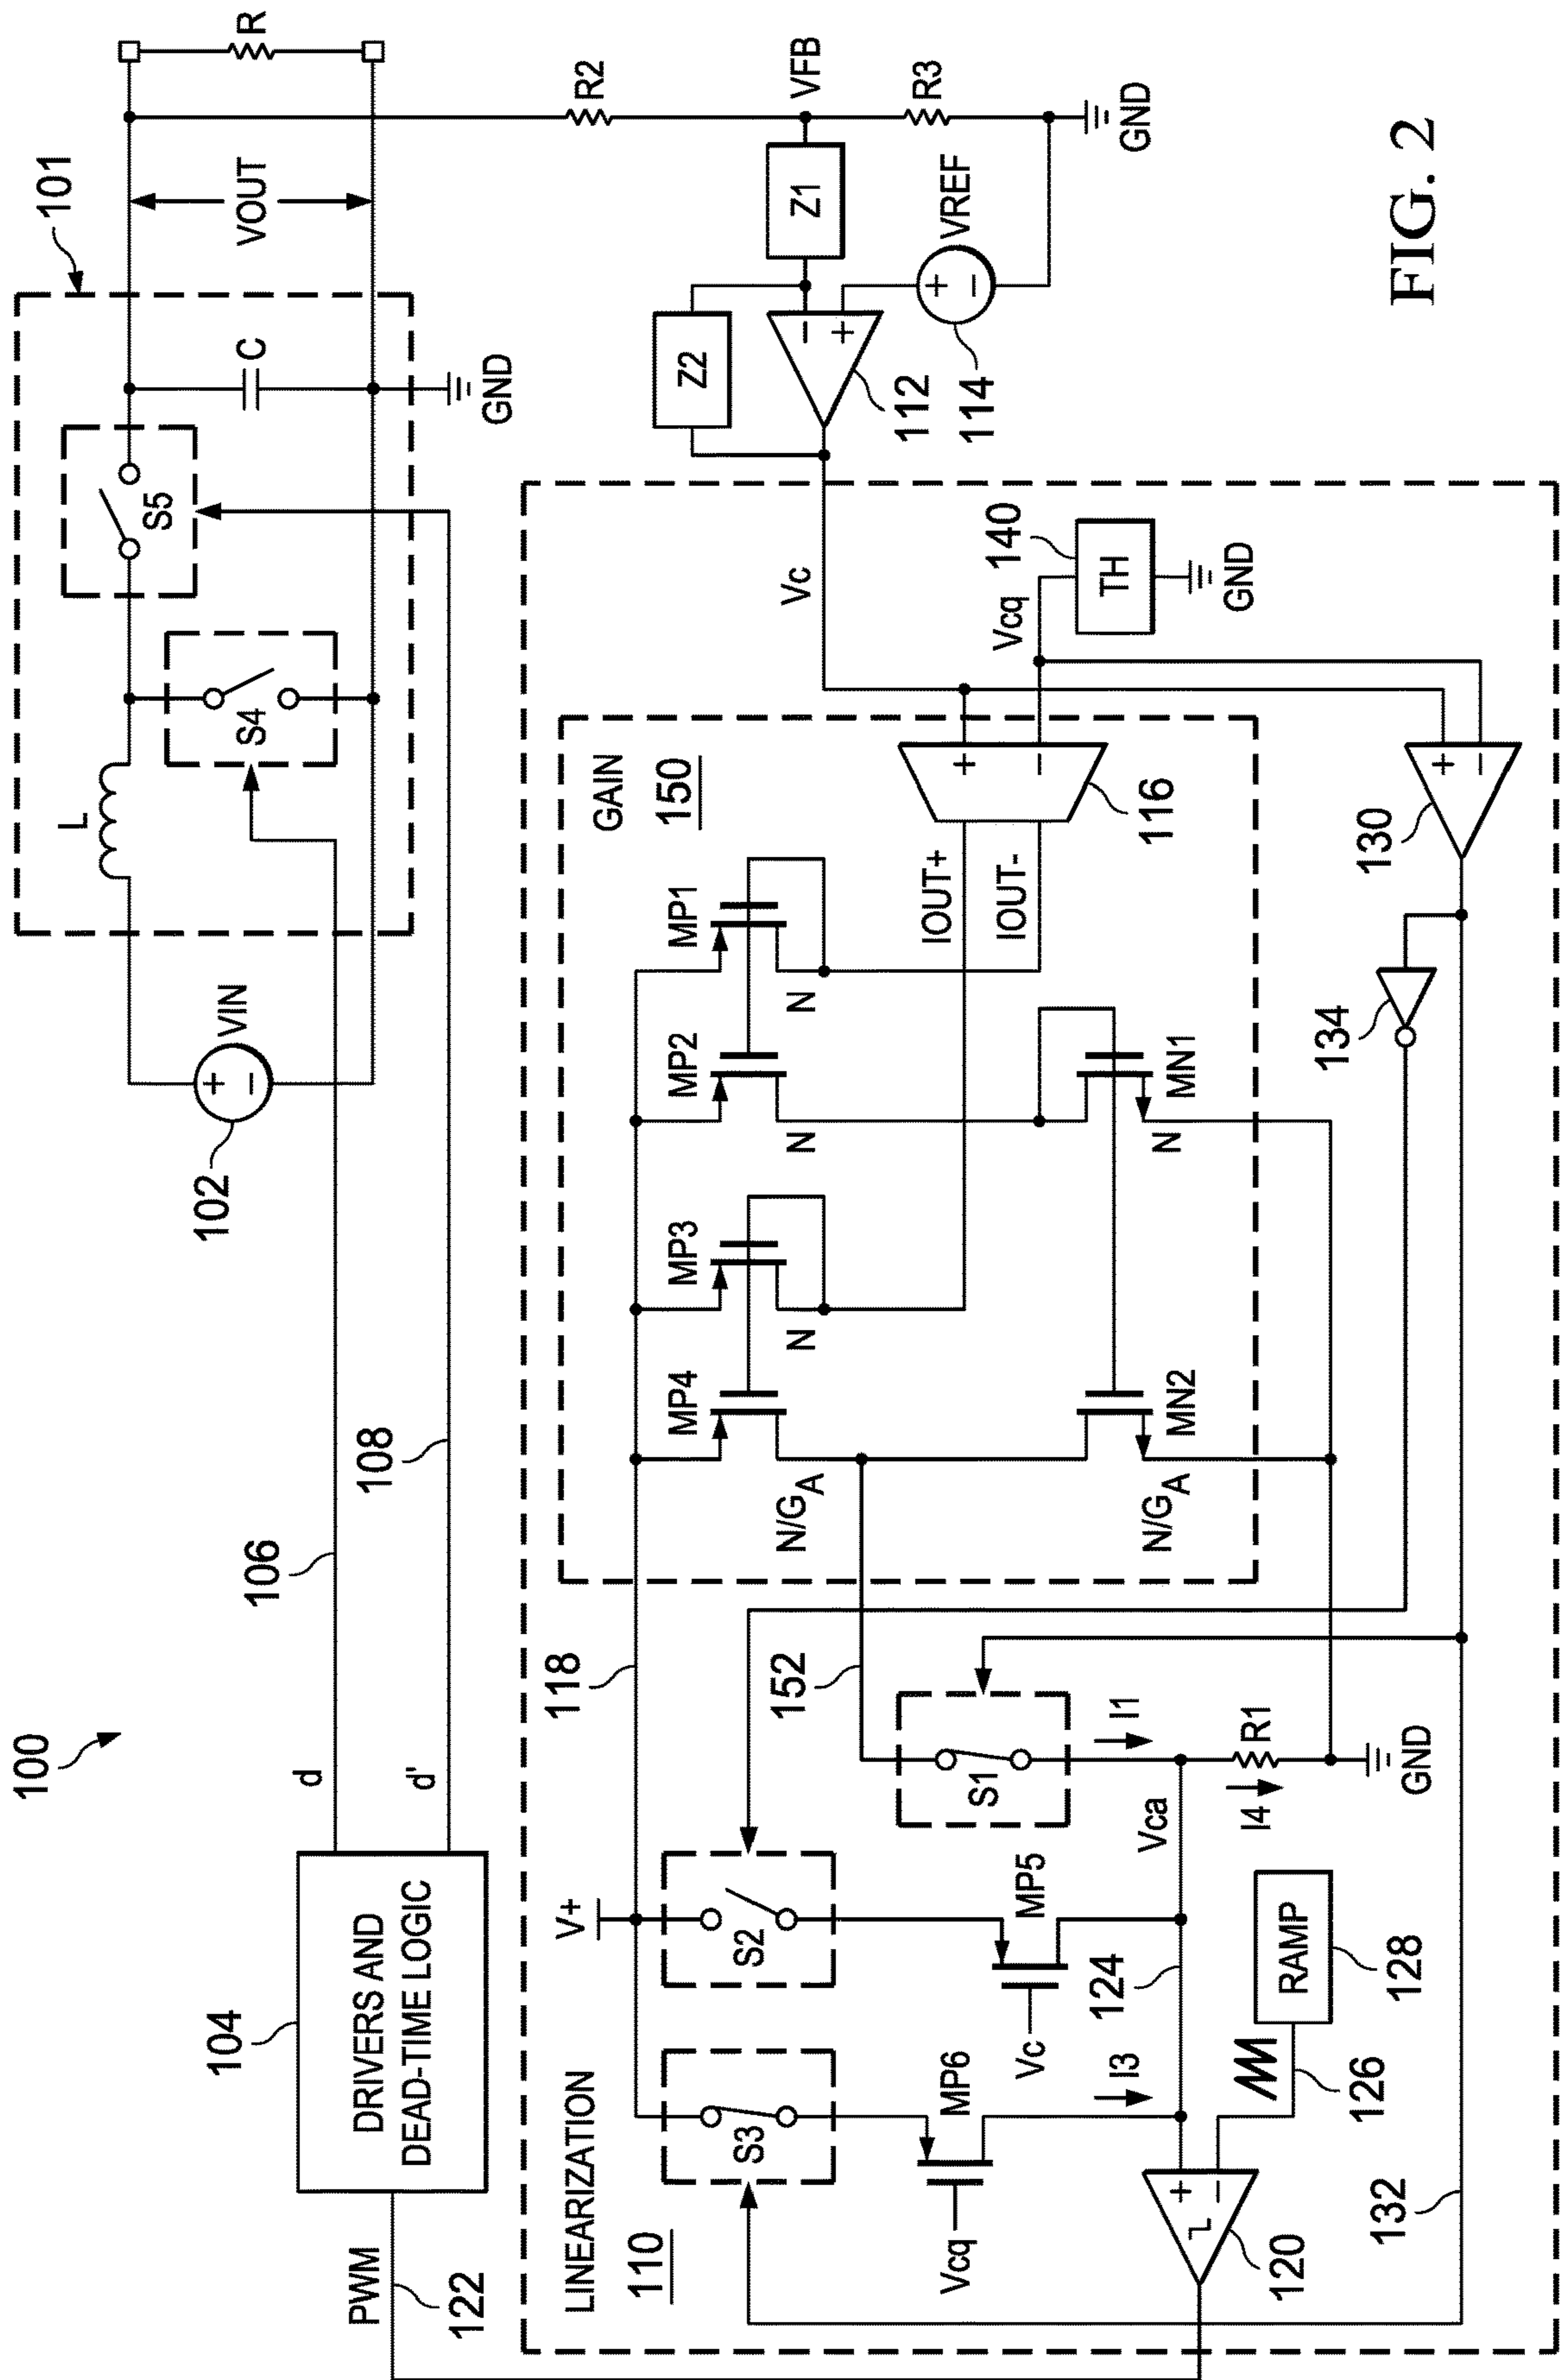 100
104
DRIVERS AND
DEAD-TIME LOGIC
PWM
122
d
106
d'
108
102
VIN
+
−
L
S4
S5
C
GND
101
VOUT
R
R2
VFB
R3
GND
Z1
Z2
−
+
112
VREF
+
−
114
LINEARIZATION
110
V+
118
S3
S2
152
S1
I1
Vcq
MP6
I3
Vc
MP5
124
Vca
I4
R1
GND
RAMP
128
126
+
−
120
132
GAIN
150
MP4
N/GA
MP3
N
MP2
N
MP1
N
MN2
N/GA
MN1
N
IOUT+
IOUT-
+
−
116
Vc
Vcq
140
TH
GND
+
−
130
134
FIG. 2